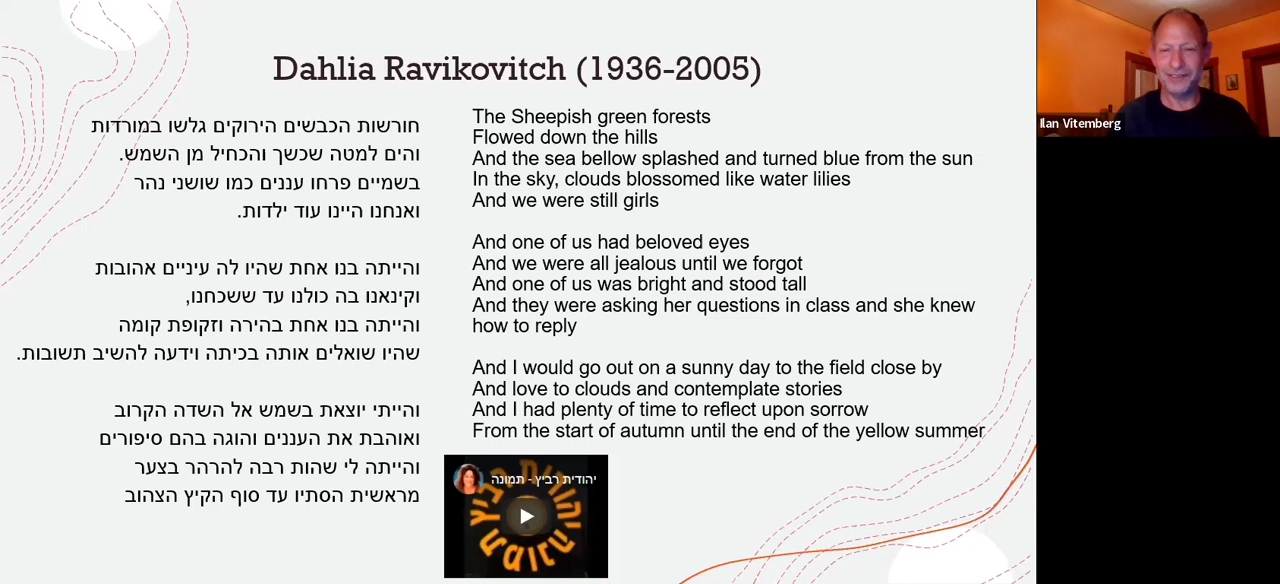 Dahlia Ravikovitch (1936-2005)
חורשות הכבשים הירוקים גלשו במורדות
והים למטה שכשך והכחיל מן השמש.
בשמיים פרחו עננים כמו שושני נהר
ואנחנו היינו עוד ילדות.
והייתה בנו אחת שהיו לה עיניים אהובות
וקינאנו בה כולנו עד ששכחנו,
והייתה בנו אחת בהירה וזקופת קומה
שהיו שואלים אותה בכיתה וידעה להשיב תשובות.
והייתי יוצאת בשמש אל השדה הקרוב
ואוהבת את העננים והוגה בהם סיפורים
והייתה לי שהות רבה להרהר בצער
מראשית הסתיו עד סוף הקיץ הצהוב
The Sheepish green forests
Flowed down the hills
And the sea bellow splashed and turned blue from the sun
In the sky, clouds blossomed like water lilies
And we were still girls
And one of us had beloved eyes
And we were all jealous until we forgot
And one of us was bright and stood tall
And they were asking her questions in class and she knew
how to reply
And I would go out on a sunny day to the field close by
And love to clouds and contemplate stories
And I had plenty of time to reflect upon sorrow
From the start of autumn until the end of the yellow summer
יהודית רביץ - תמונה
יהודית רביץ
Ilan Vitemberg